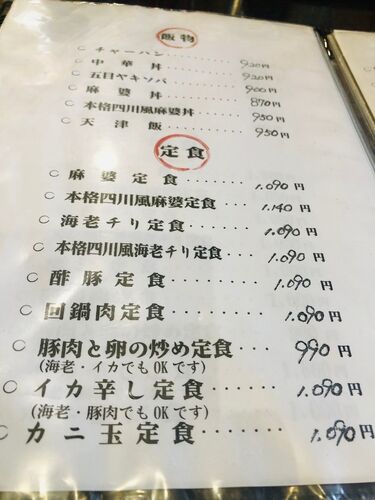 飯物
○ チャーハン・・・・・・・・920円
○ 中華丼・・・・・・・・920円
○ 五目ヤキソバ・・・・・・900円
○ 麻婆丼・・・・・・・・870円
○ 本格四川風麻婆丼・・・・950円
○ 天津飯・・・・・・・・950円
定食
○ 麻婆定食・・・・・・・・1.090円
○ 本格四川風麻婆定食・・・・1.140円
○ 海老チリ定食・・・・・・1.090円
○ 本格四川風海老チリ定食・・・1.090円
○ 酢豚定食・・・・・・・・1.090円
○ 回鍋肉定食・・・・・・・1.090円
○ 豚肉と卵の炒め定食・・・・990円
(海老・イカでもOKです)
○ イカ辛し定食・・・・・・1.090円
(海老・豚肉でもOKです)
○ カニ玉定食・・・・・・・1.090円